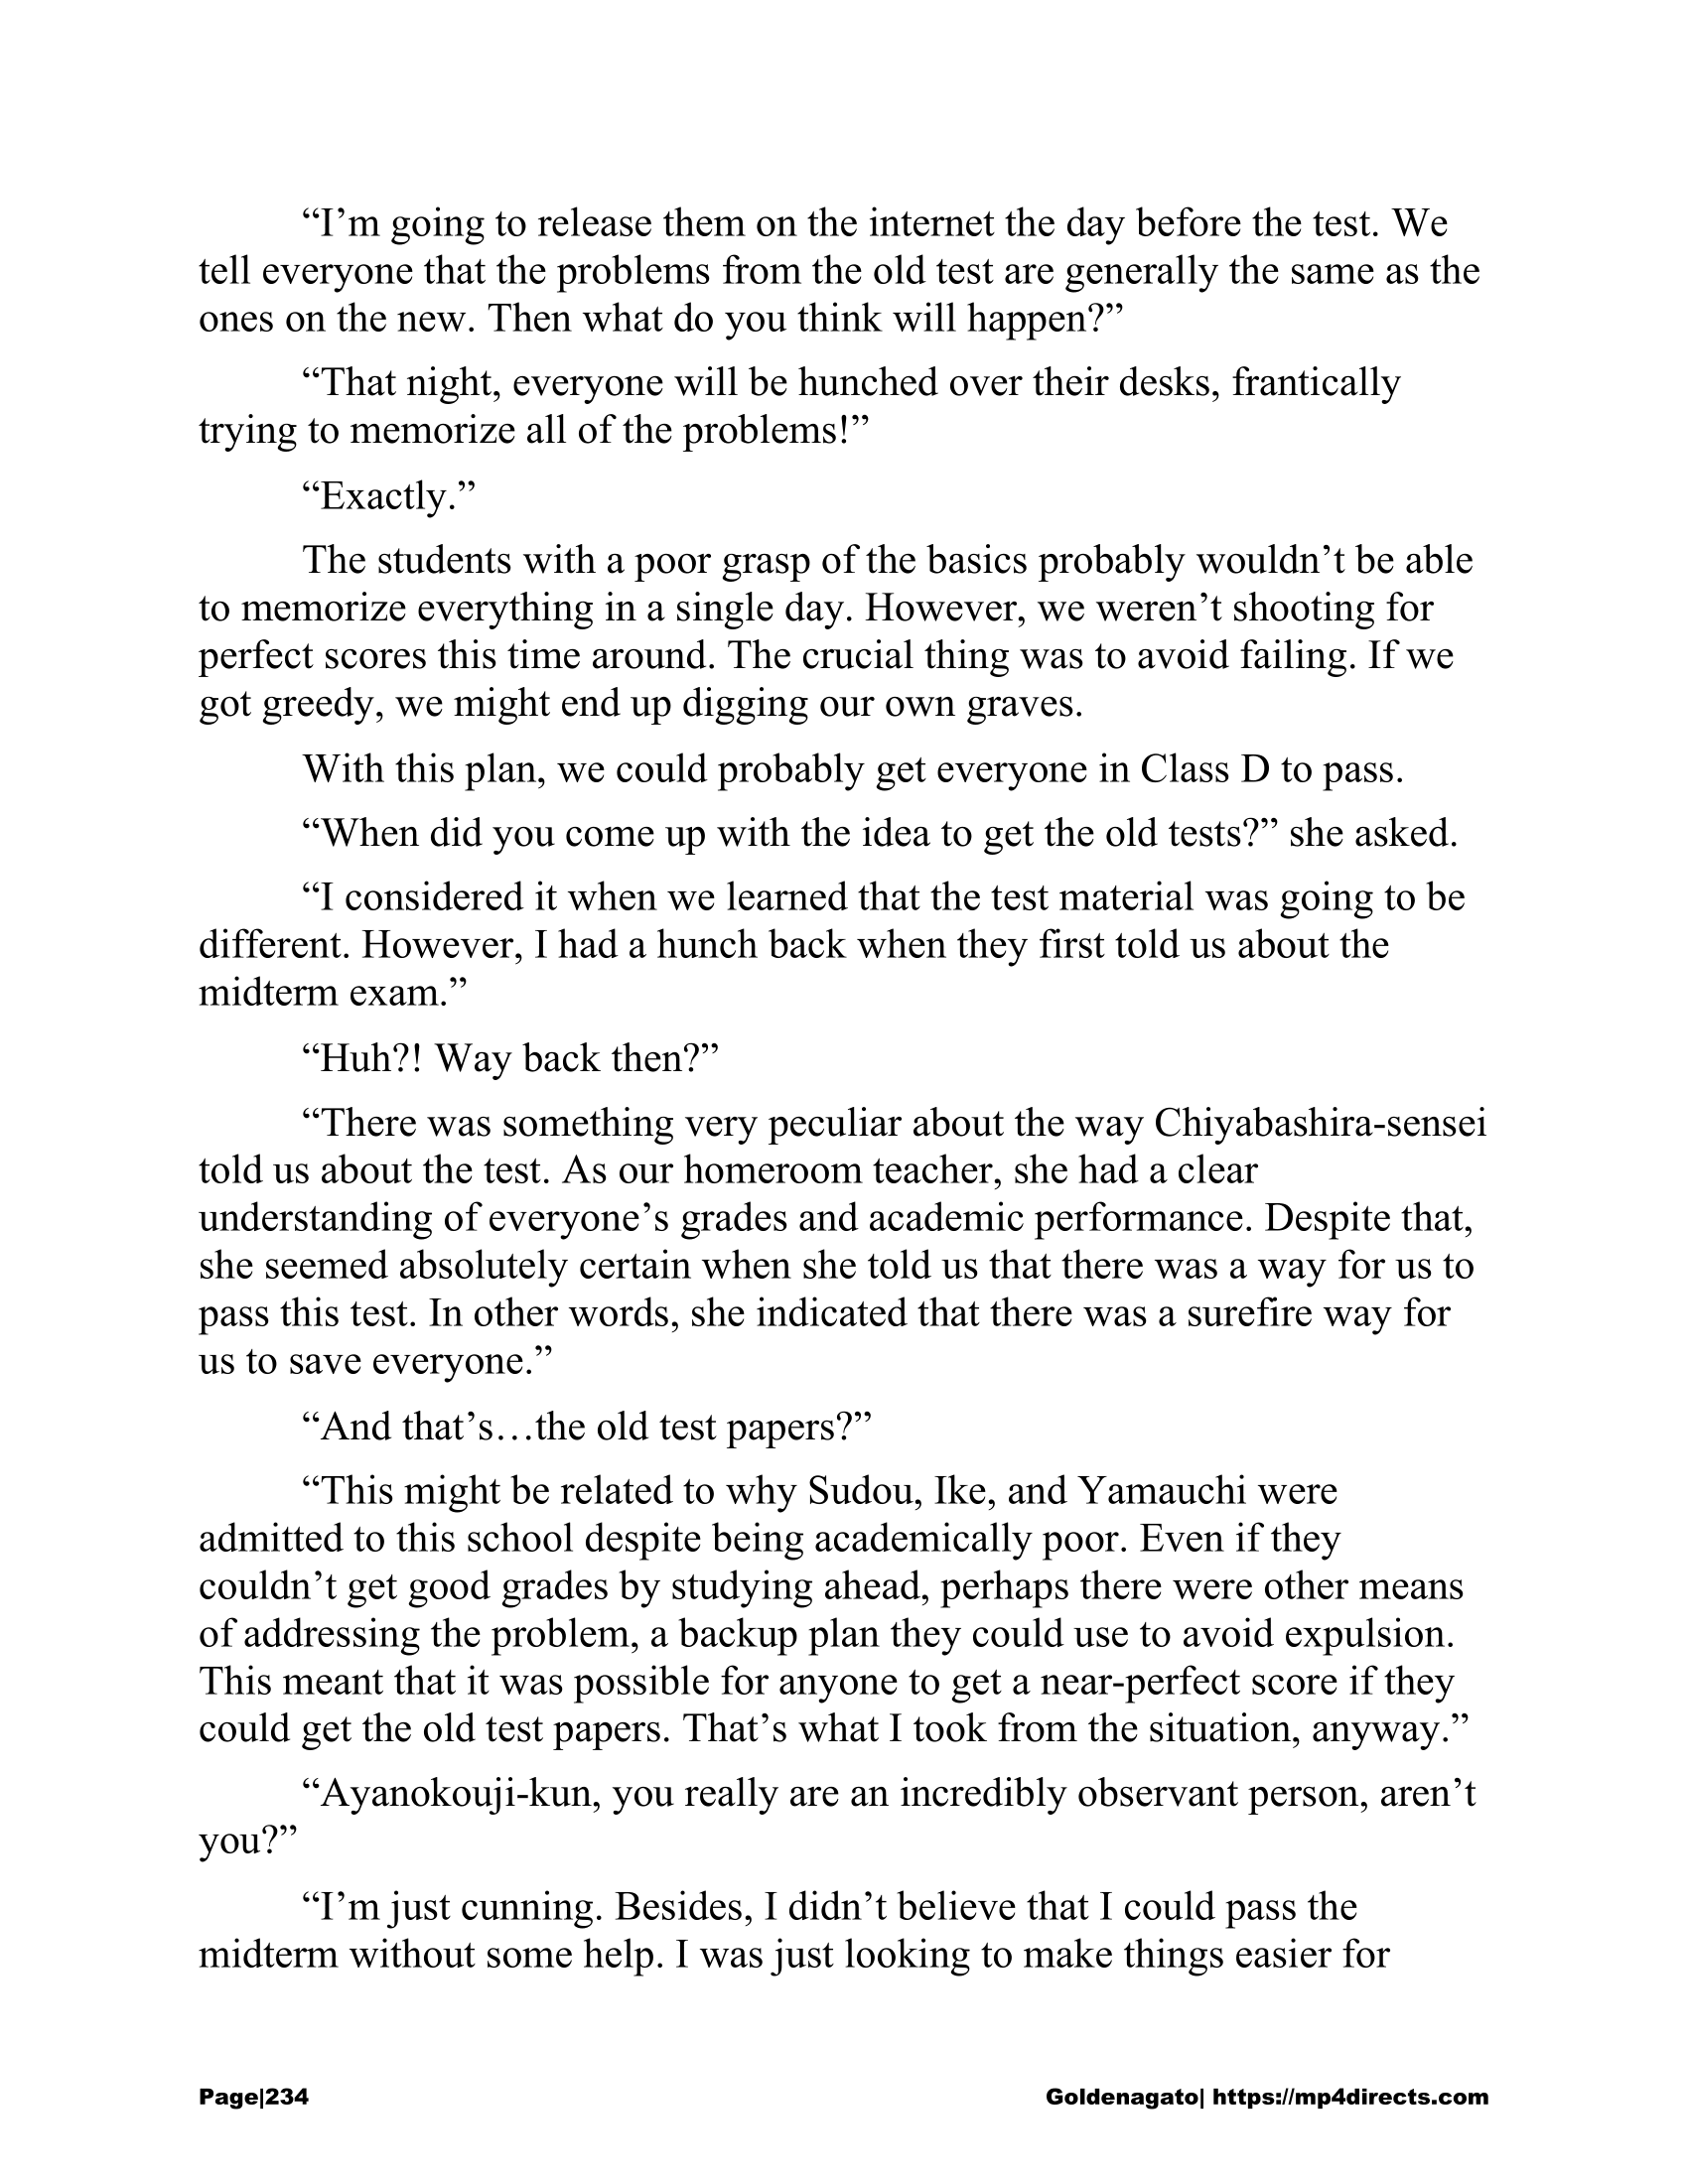 “I’m going to release them on the internet the day before the test. We
tell everyone that the problems from the old test are generally the same as the
ones on the new. Then what do you think will happen?”
“That night, everyone will be hunched over their desks, frantically
trying to memorize all of the problems!”
“Exactly.”
The students with a poor grasp of the basics probably wouldn’t be able
to memorize everything in a single day. However, we weren’t shooting for
perfect scores this time around. The crucial thing was to avoid failing. If we
got greedy, we might end up digging our own graves.
With this plan, we could probably get everyone in Class D to pass.
“When did you come up with the idea to get the old tests?” she asked.
“I considered it when we learned that the test material was going to be
different. However, I had a hunch back when they first told us about the
midterm exam.”
“Huh?! Way back then?”
“There was something very peculiar about the way Chiyabashira-sensei
told us about the test. As our homeroom teacher, she had a clear
understanding of everyone’s grades and academic performance. Despite that,
she seemed absolutely certain when she told us that there was a way for us to
pass this test. In other words, she indicated that there was a surefire way for
us to save everyone.”
“And that’s…the old test papers?”
“This might be related to why Sudou, Ike, and Yamauchi were
admitted to this school despite being academically poor. Even if they
couldn’t get good grades by studying ahead, perhaps there were other means
of addressing the problem, a backup plan they could use to avoid expulsion.
This meant that it was possible for anyone to get a near-perfect score if they
could get the old test papers. That’s what I took from the situation, anyway.”
“Ayanokouji-kun, you really are an incredibly observant person, aren’t
you?”
“I’m just cunning. Besides, I didn’t believe that I could pass the
midterm without some help. I was just looking to make things easier for
Page|234 Goldenagato| https://mp4directs.com